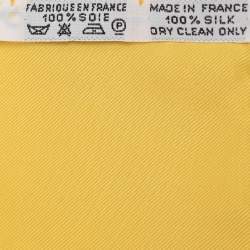 FABRIQUE EN FRANCE
100% SOIE
MADE IN FRANCE
100% SILK
DRY CLEAN ONLY